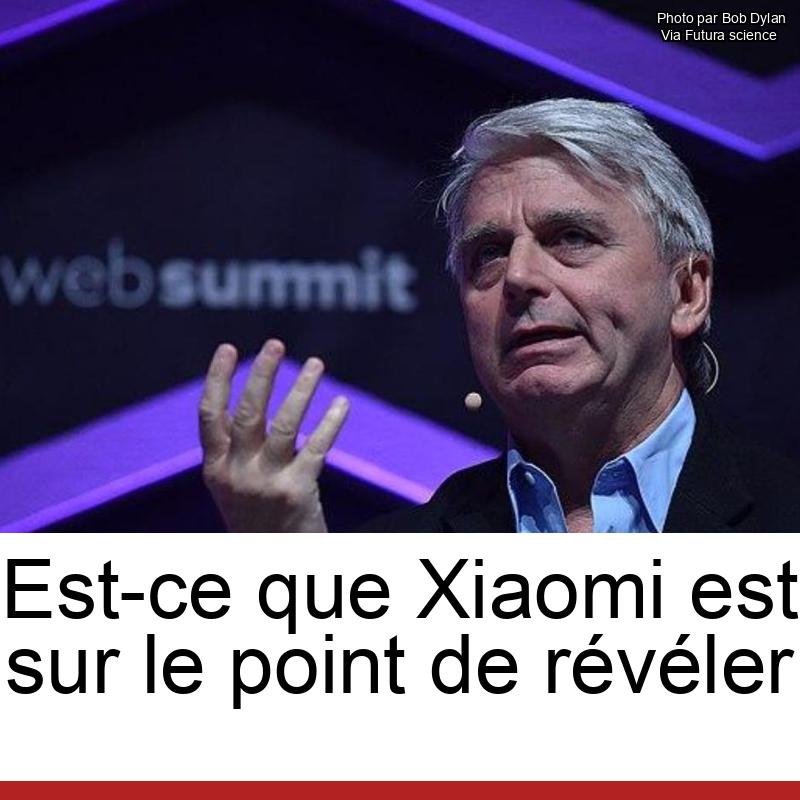 Photo par Bob Dylan
Via Futura science
websummit
Est-ce que Xiaomi est
sur le point de révéler